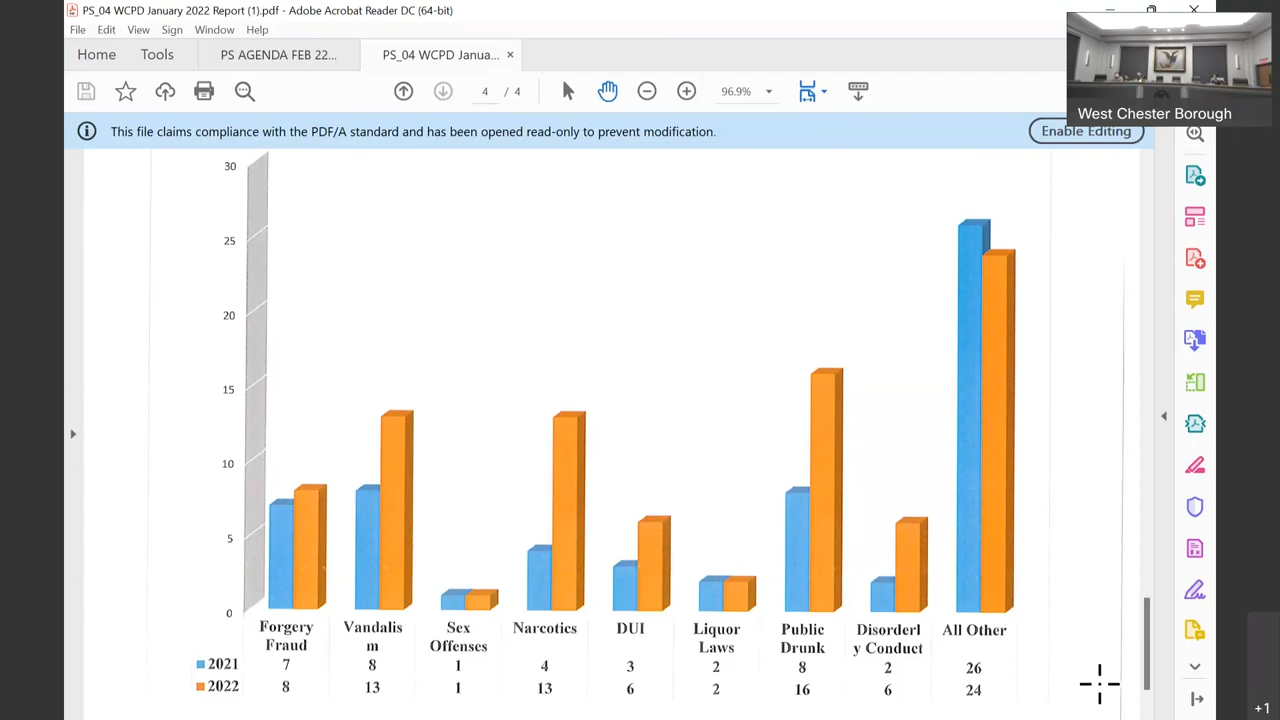 PS_04 WCPD January 2022 Report (1).pdf - Adobe Acrobat Reader DC (64-bit)
File Edit View Sign Window Help
Home Tools PS AGENDA FEB 22... PS_04 WCPD Janua... ×
4 / 4 96.9%
This file claims compliance with the PDF/A standard and has been opened read-only to prevent modification.
Enable Editing
West Chester Borough
30
25
20
15
10
5
0
Forgery Fraud Vandalis m Sex Offenses Narcotics DUI Liquor Laws Public Drunk Disorderl y Conduct All Other
2021 7 8 1 4 3 2 8 2 26
2022 8 13 1 13 6 2 16 6 24
+1